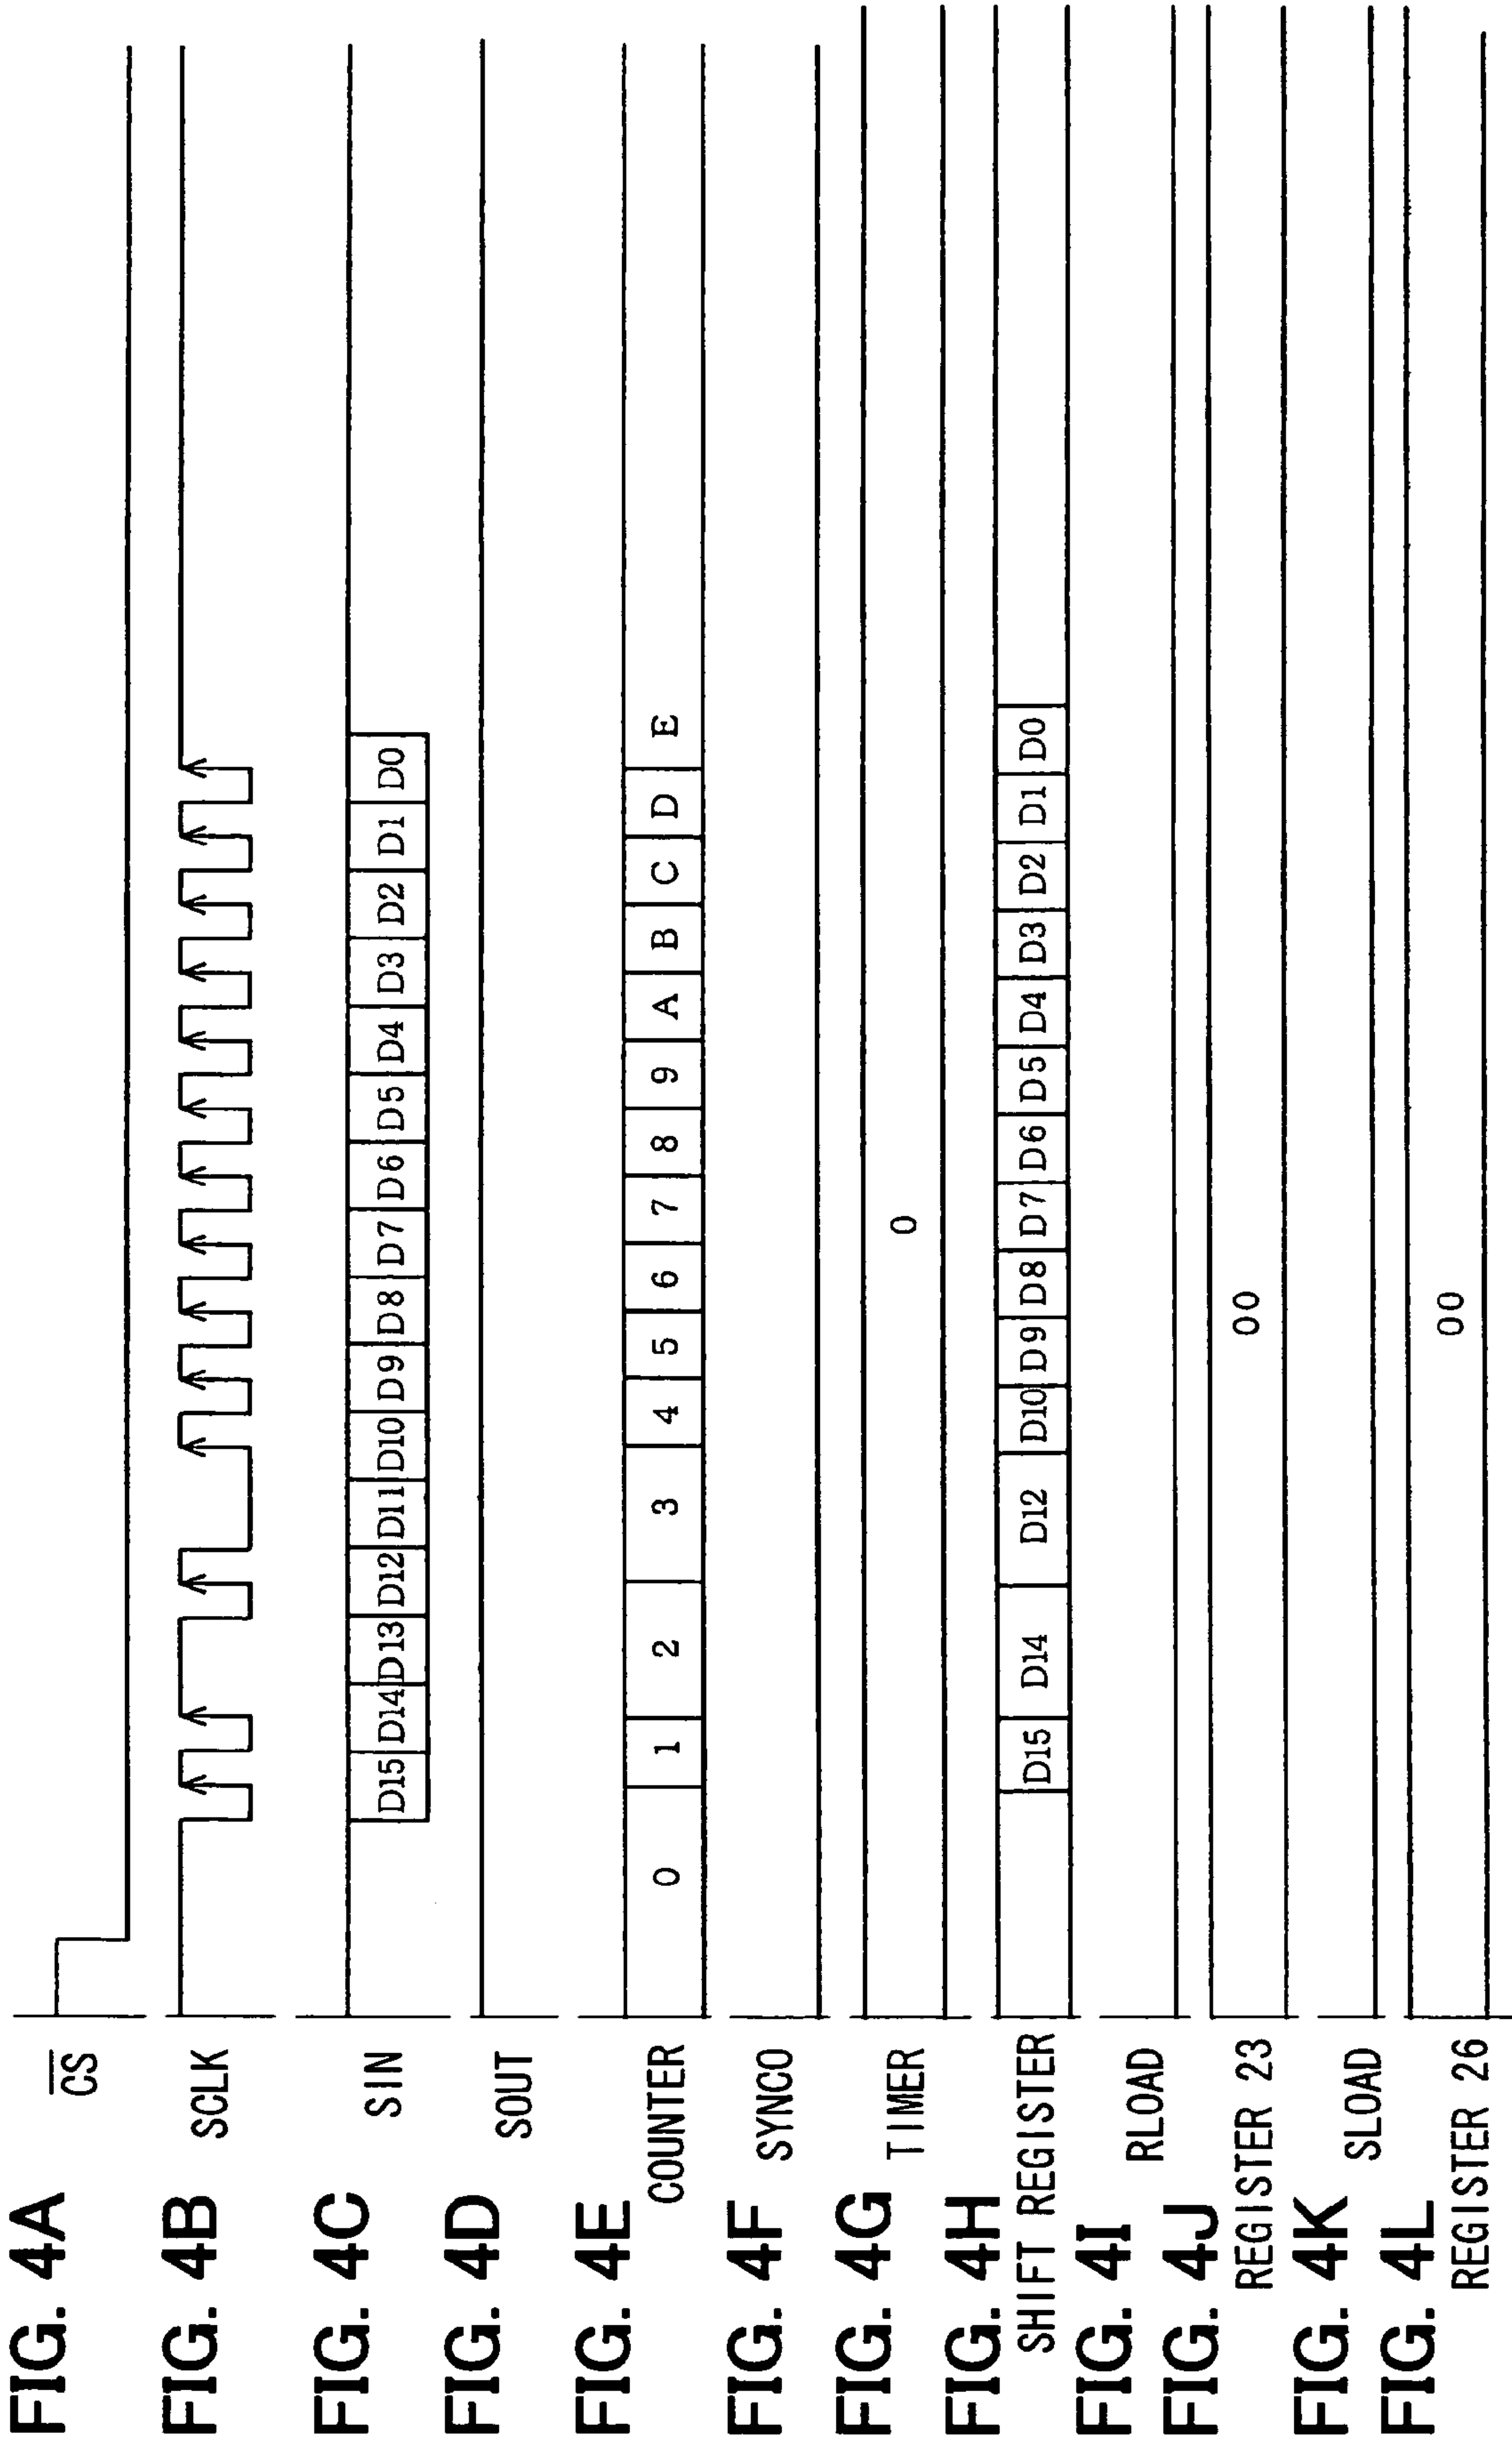 FIG. 4A
CS
FIG. 4B
SCLK
FIG. 4C
SIN
D15 D14 D13 D12 D11 D10 D9 D8 D7 D6 D5 D4 D3 D2 D1 D0
FIG. 4D
SOUT
FIG. 4E
COUNTER
0 1 2 3 4 5 6 7 8 9 A B C D E
FIG. 4F
SYNCO
FIG. 4G
TIMER
0
FIG. 4H
SHIFT REGISTER
D15 D14 D12 D10 D9 D8 D7 D6 D5 D4 D3 D2 D1 D0
FIG. 4I
RLOAD
FIG. 4J
REGISTER 23
00
FIG. 4K
SLOAD
FIG. 4L
REGISTER 26
00